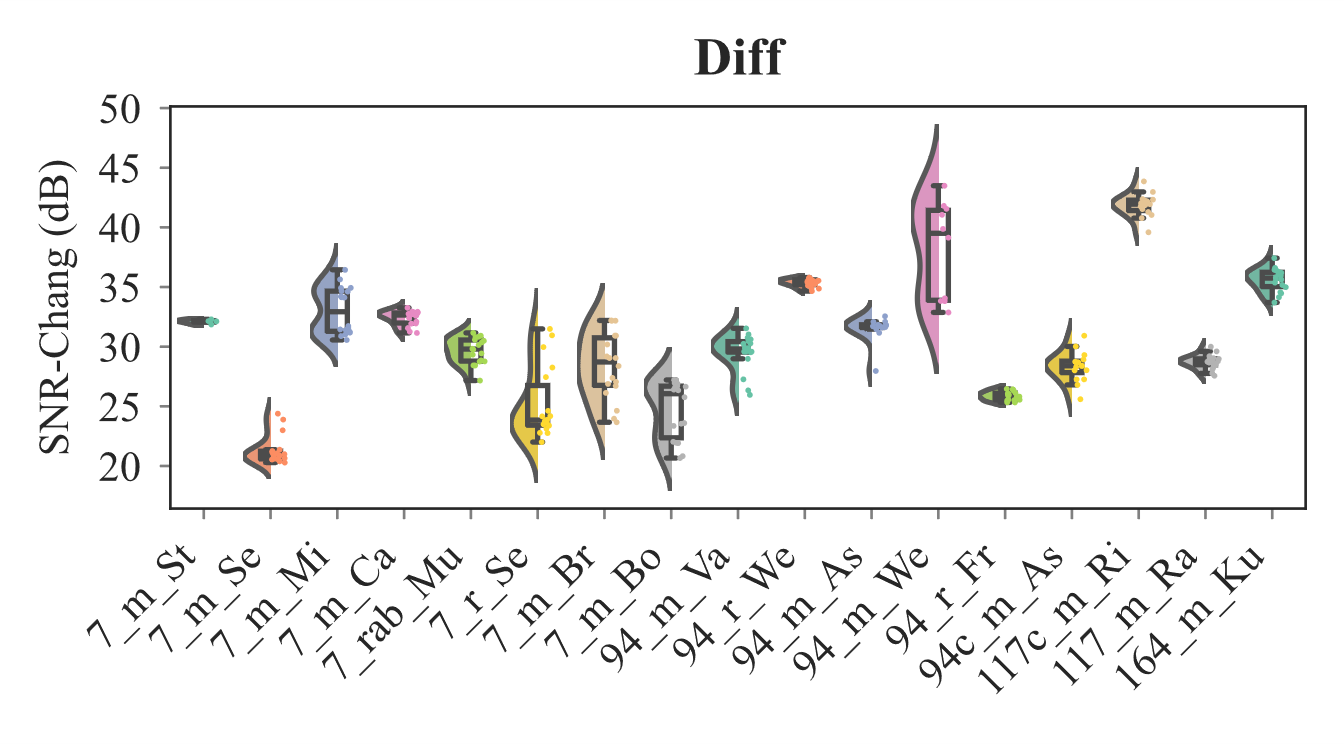 Diff
SNR-Chang (dB)
50
45
40
35
30
25
20
7_m_St
7_m_Se
7_m_Mi
7_m_Ca
7_rab_Mu
7_r_Se
7_m_Br
7_m_Bo
94_m_Va
94_r_We
94_m_As
94_m_We
94_r_Fr
94c_m_As
117c_m_Ri
117_m_Ra
164_m_Ku